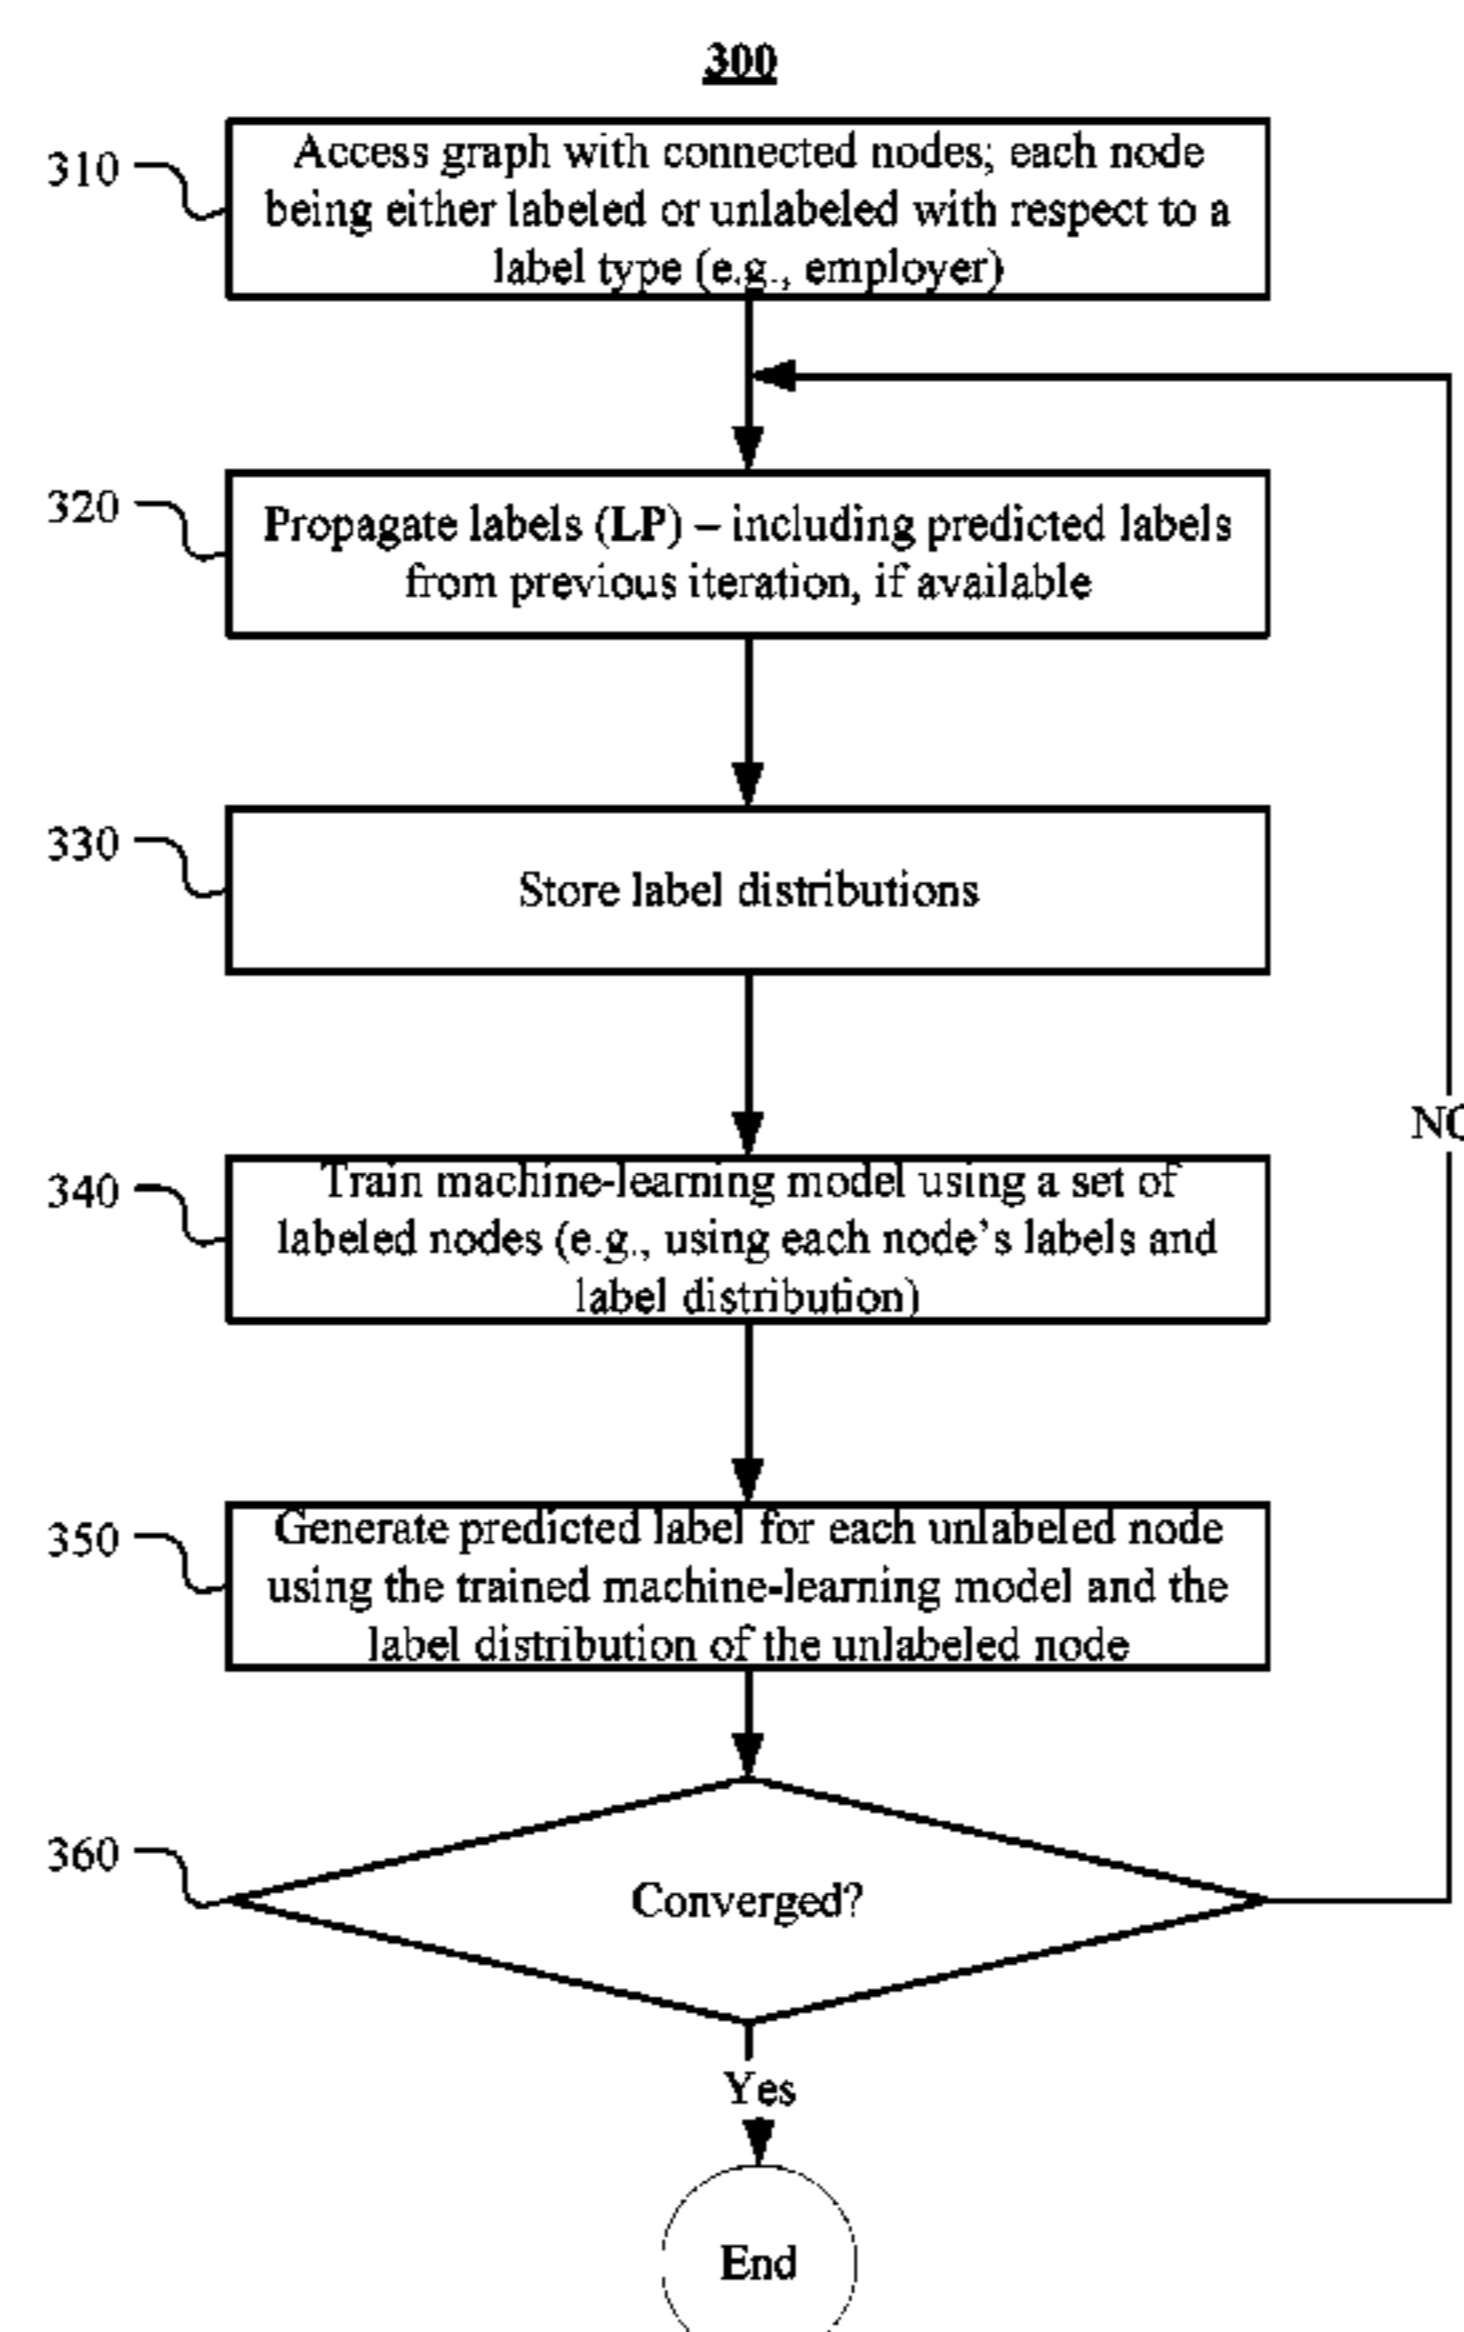 300
310
Access graph with connected nodes; each node
being either labeled or unlabeled with respect to a
label type (e.g., employer)
320
Propagate labels (LP) – including predicted labels
from previous iteration, if available
330
Store label distributions
340
Train machine-learning model using a set of
labeled nodes (e.g., using each node's labels and
label distribution)
350
Generate predicted label for each unlabeled node
using the trained machine-learning model and the
label distribution of the unlabeled node
360
Converged?
Yes
End